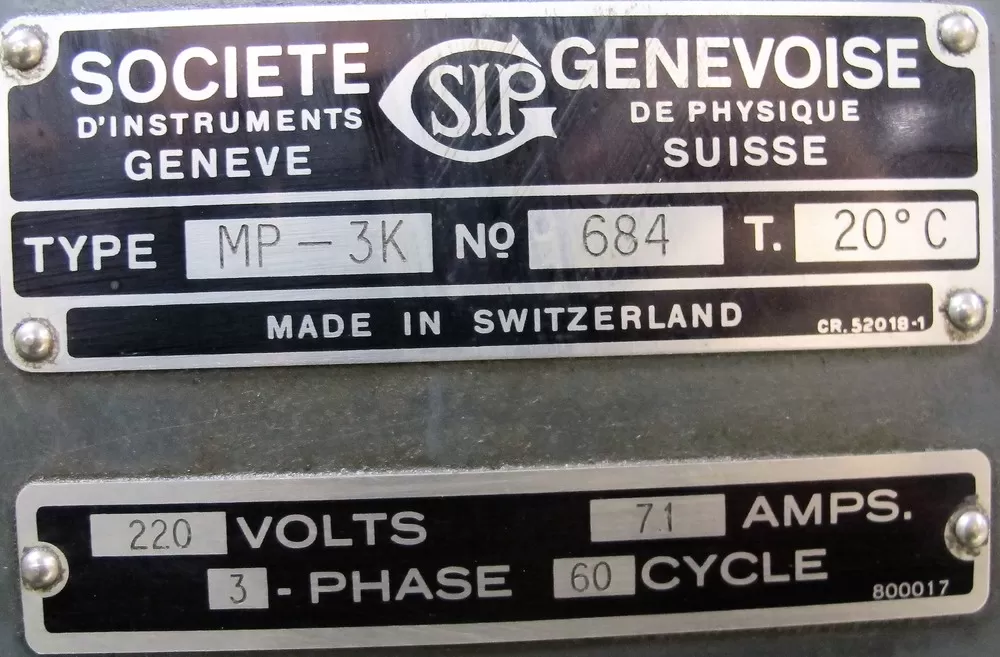 SOCIETE SIP GENEVOISE
D'INSTRUMENTS DE PHYSIQUE
GENEVE SUISSE
TYPE MP-3K Nº 684 T. 20°C
MADE IN SWITZERLAND CR. 52018-1
220 VOLTS 7.1 AMPS.
3 - PHASE 60 CYCLE
800017